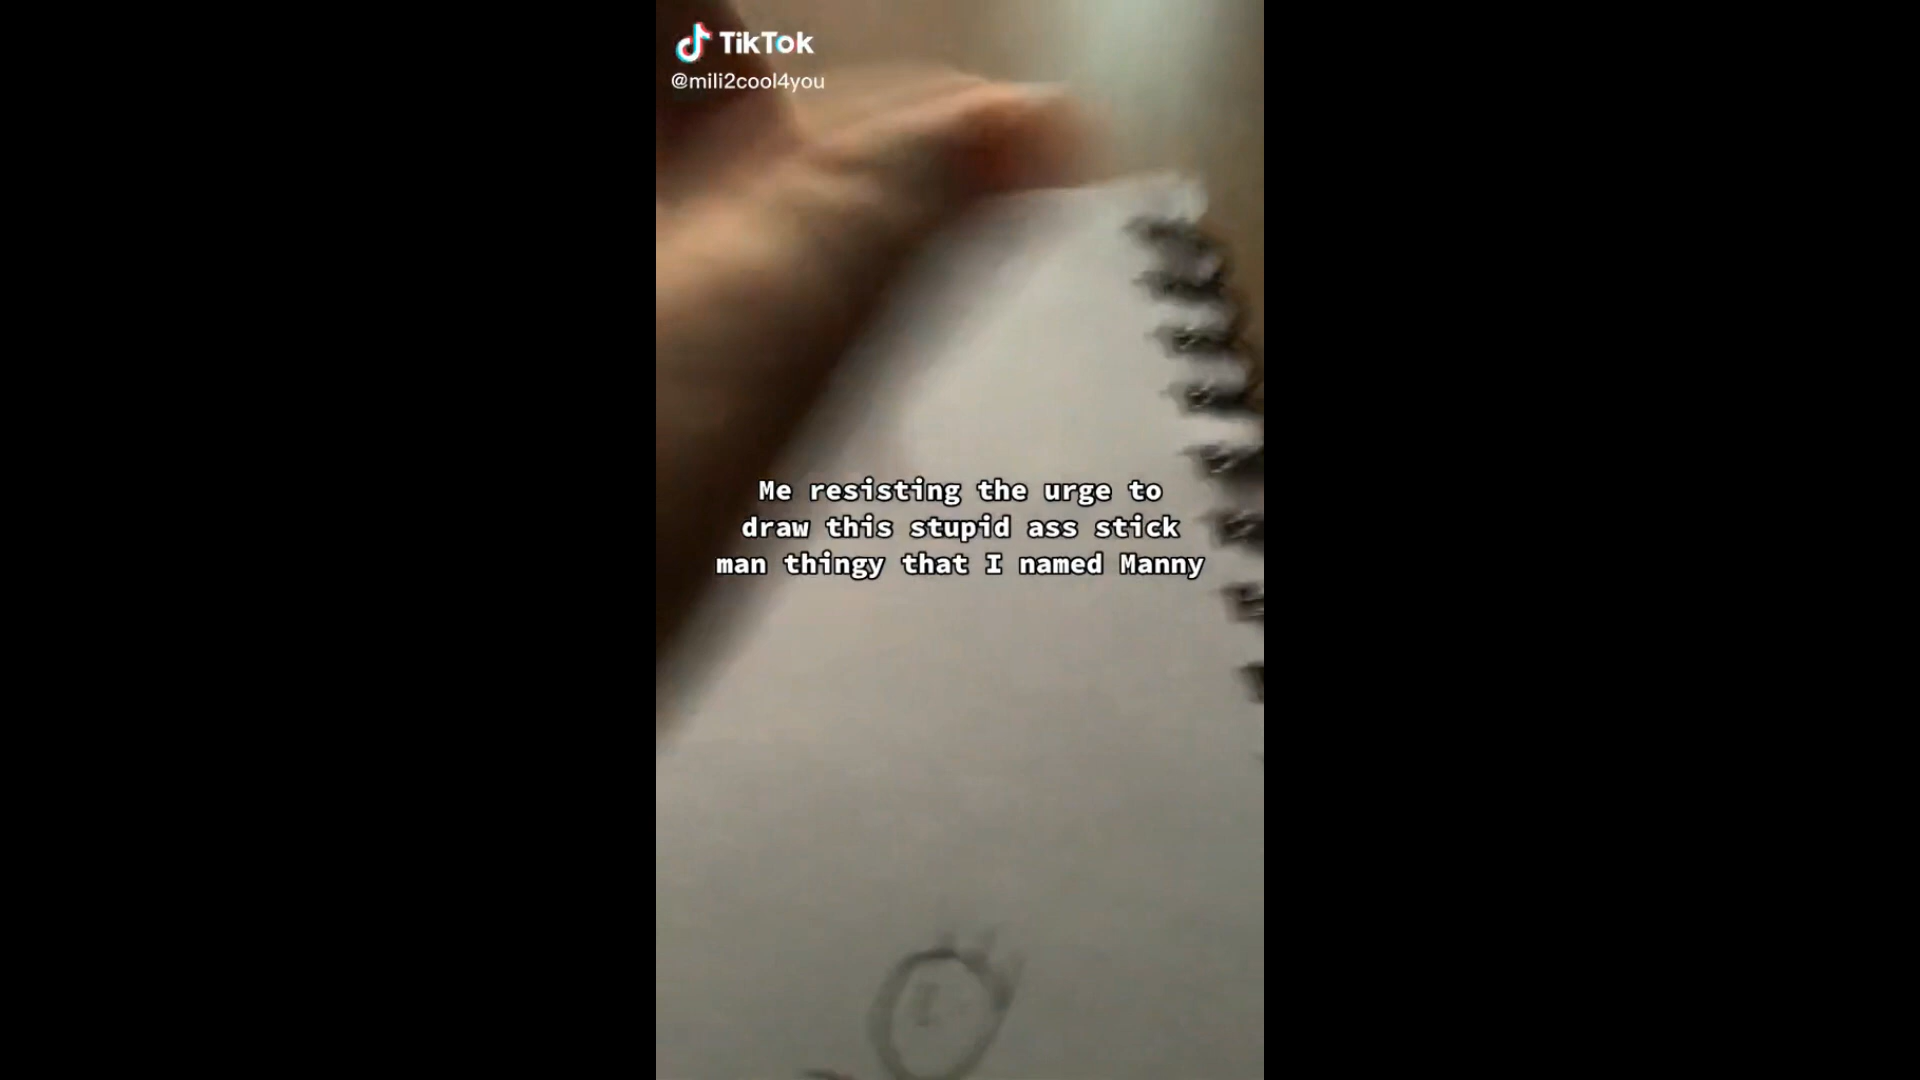 TikTok
@mili2cool4you
Me resisting the urge to
draw this stupid ass stick
man thingy that I named Manny